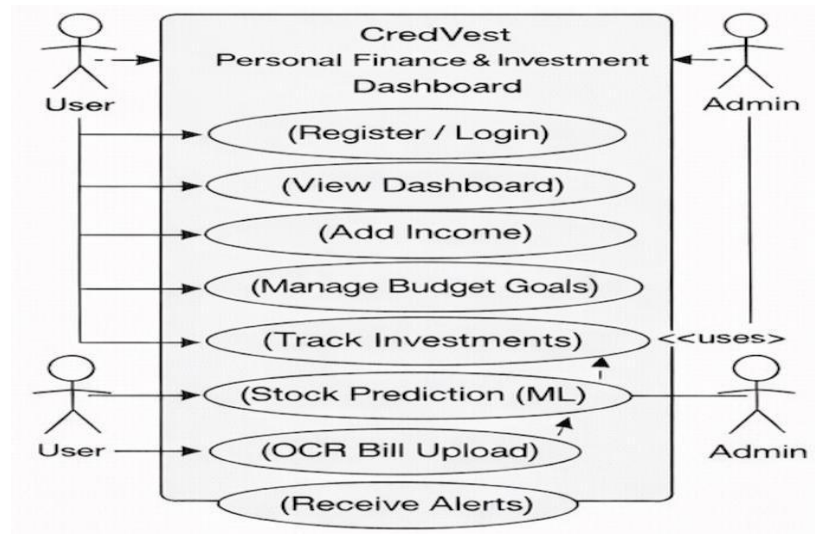 CredVest
Personal Finance & Investment
Dashboard
User
Admin
(Register / Login)
(View Dashboard)
(Add Income)
(Manage Budget Goals)
(Track Investments)
<<uses>
(Stock Prediction (ML)
User
(OCR Bill Upload)
Admin
(Receive Alerts)